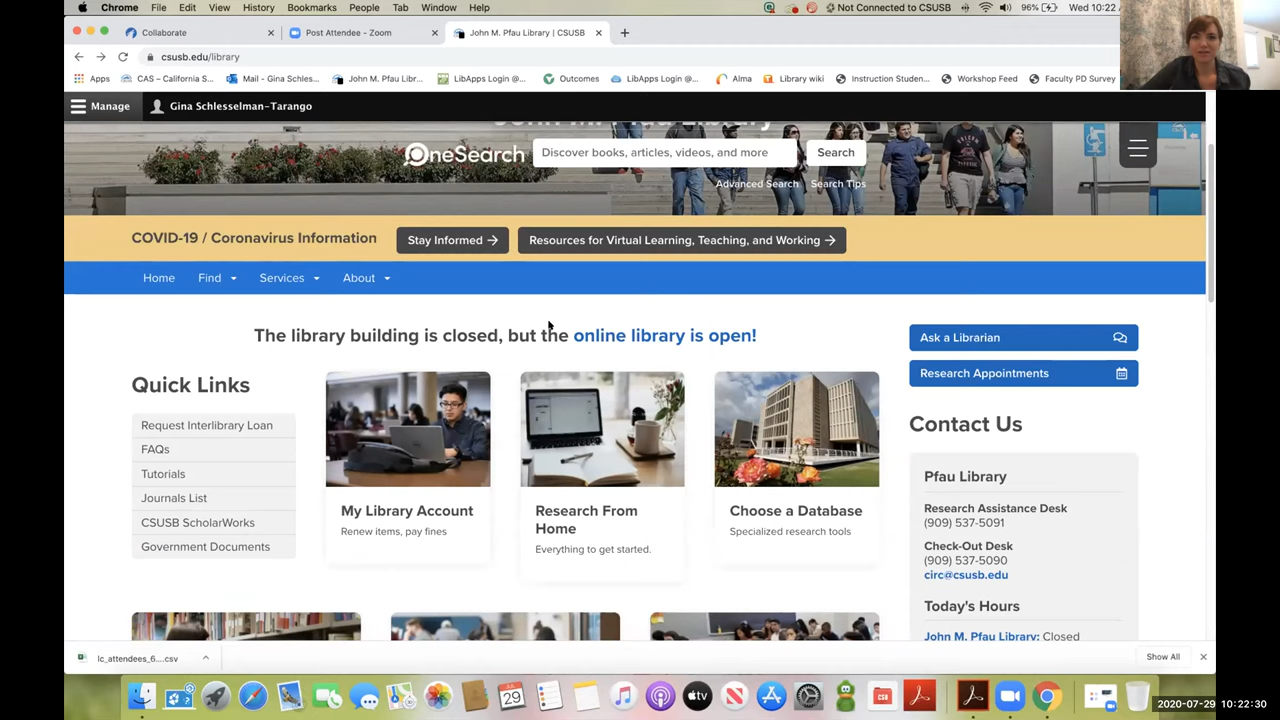 Chrome File Edit View History Bookmarks People Tab Window Help Not Connected to CSUSB 96% Wed 10:22
Collaborate Post Attendee - Zoom John M. Pfau Library | CSUSB
csusb.edu/library
Apps CAS – California S... Mail - Gina Schles... John M. Pfau Libr... LibApps Login @... Outcomes LibApps Login @... Alma Library wiki Instruction Studen... Workshop Feed Faculty PD Survey
Manage Gina Schlesselman-Tarango
John M. Pfau Library
OneSearch Discover books, articles, videos, and more Search
Advanced Search Search Tips
COVID-19 / Coronavirus Information Stay Informed → Resources for Virtual Learning, Teaching, and Working →
Home Find Services About
The library building is closed, but the online library is open!
Ask a Librarian
Research Appointments
Quick Links
Request Interlibrary Loan
FAQs
Tutorials
Journals List
CSUSB ScholarWorks
Government Documents
My Library Account
Renew items, pay fines
Research From
Home
Everything to get started.
Choose a Database
Specialized research tools
Contact Us
Pfau Library
Research Assistance Desk
(909) 537-5091
Check-Out Desk
(909) 537-5090
circ@csusb.edu
Today's Hours
John M. Pfau Library: Closed
lc_attendees_6....csv Show All
29
tv
2020-07-29 10:22:30